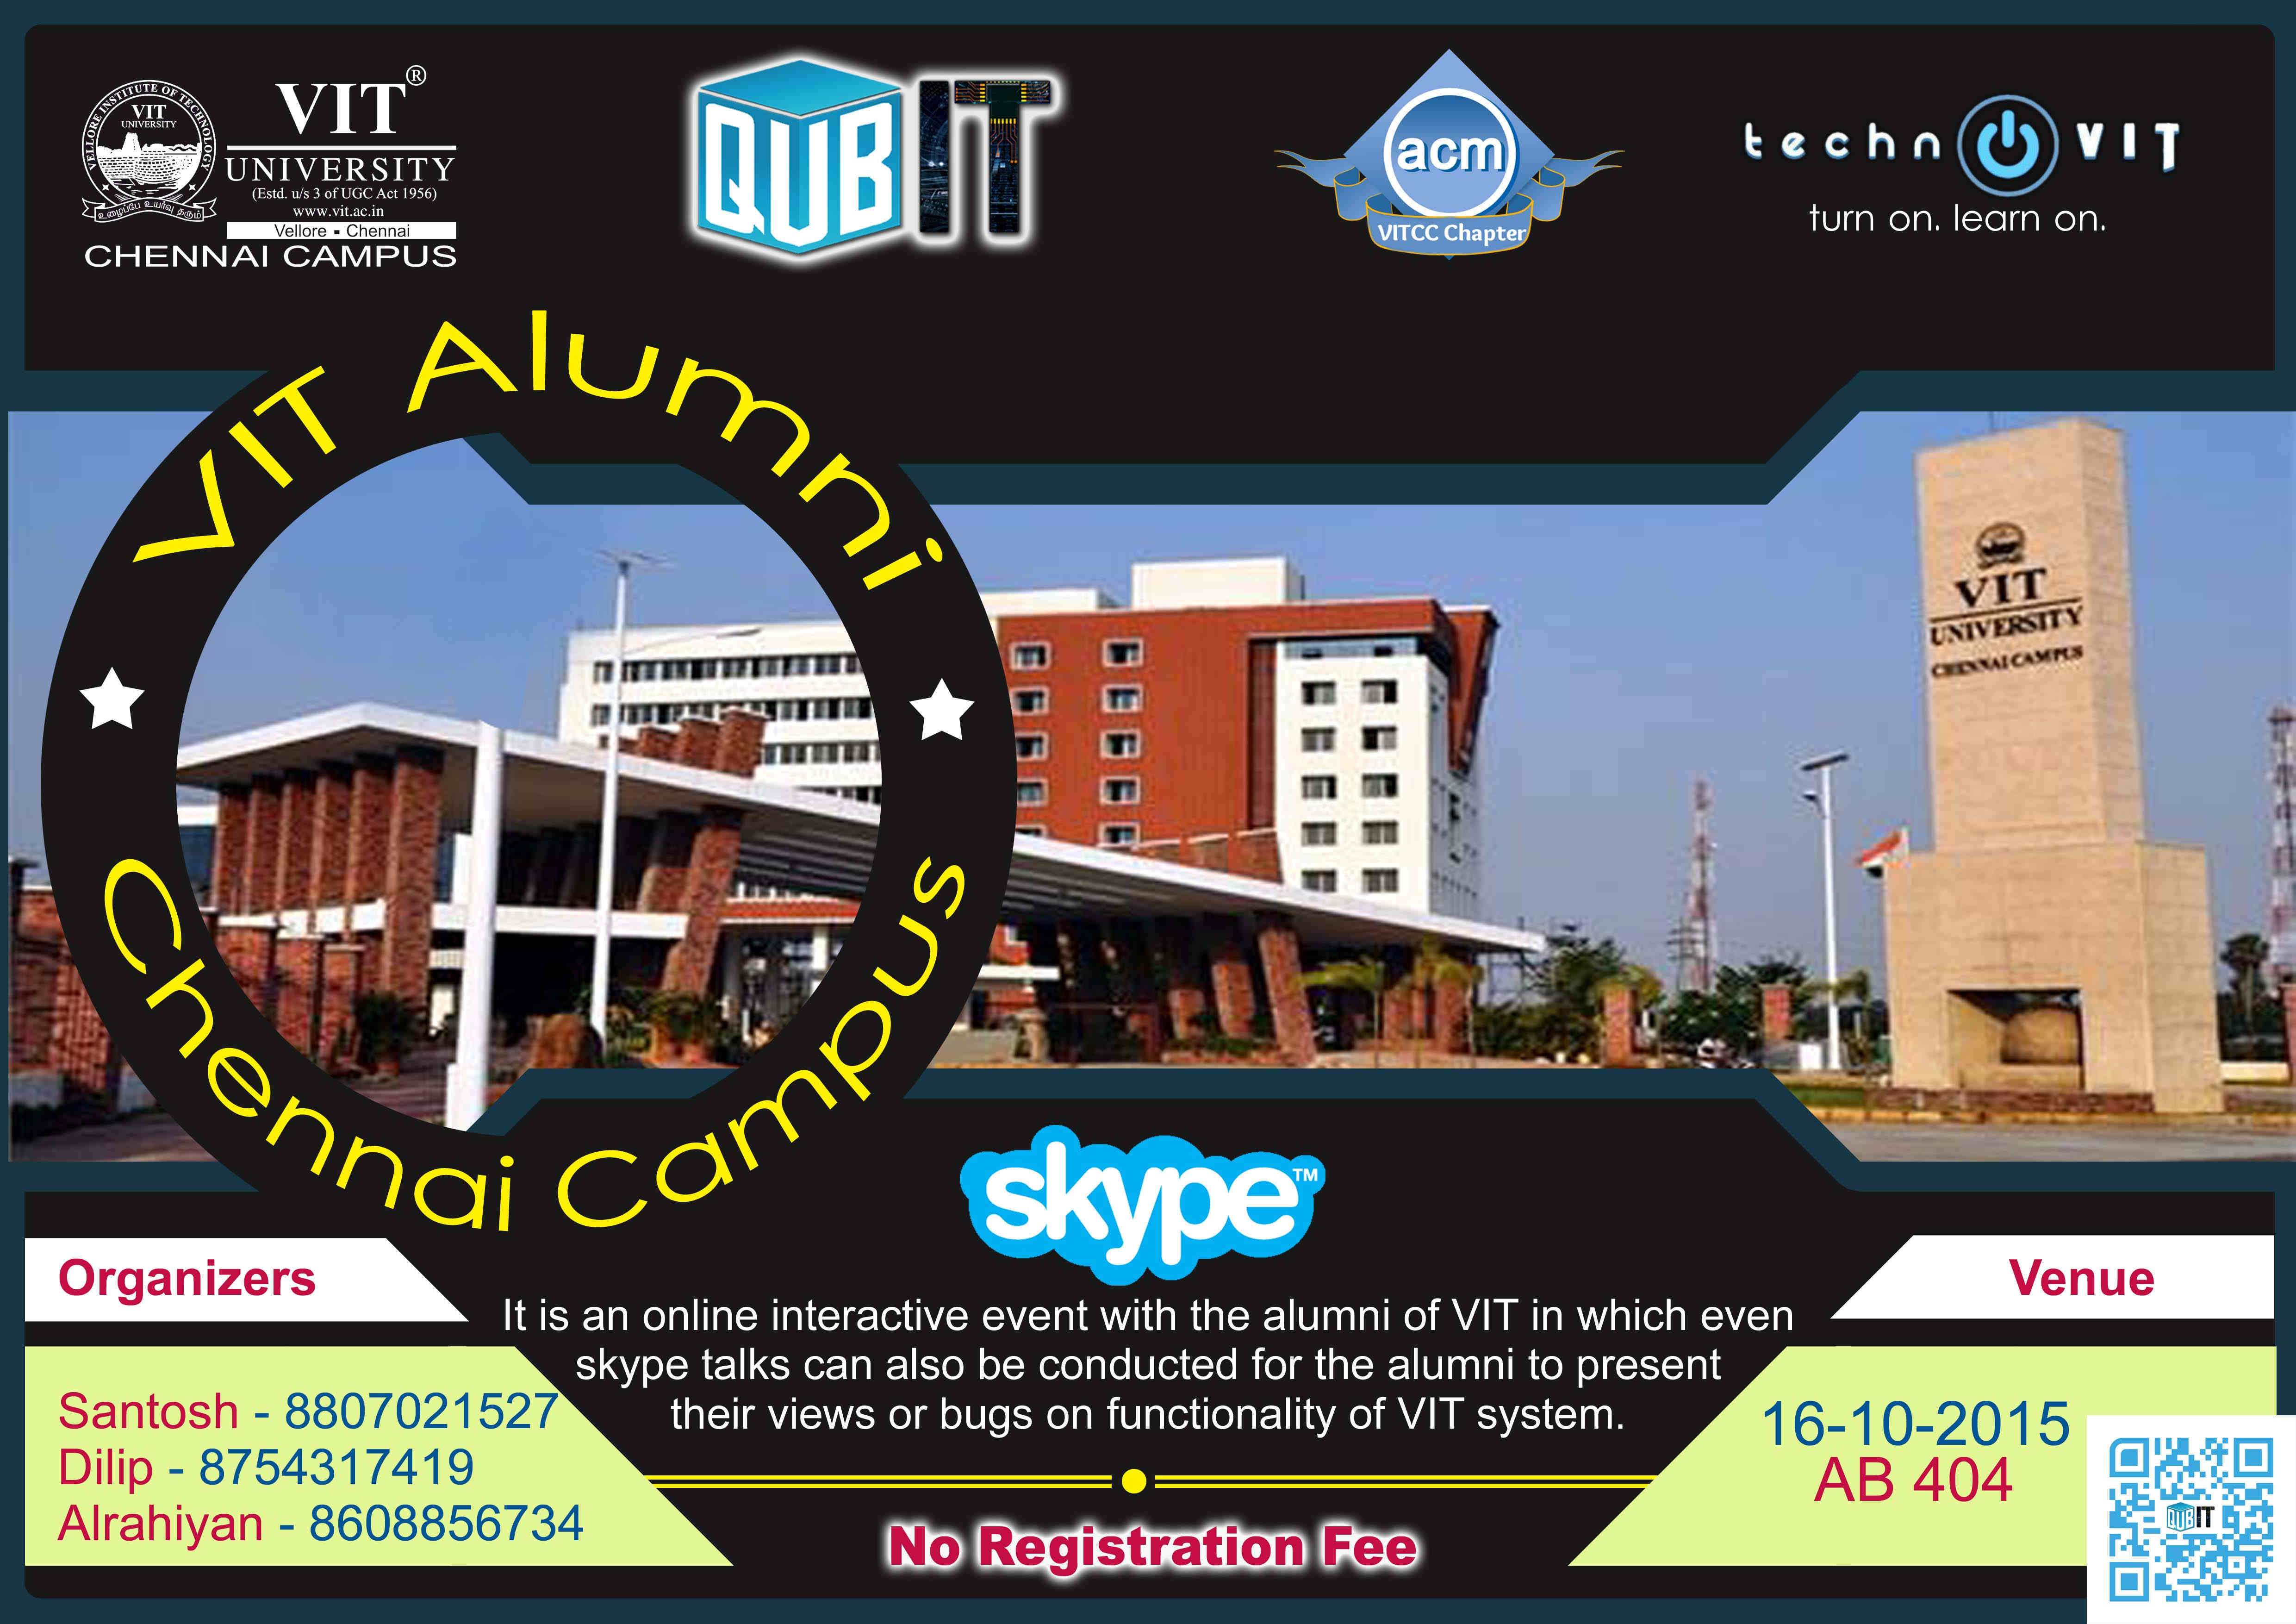 VELLORE INSTITUTE OF TECHNOLOGY
VIT
UNIVERSITY
உழைப்பே உயர்வு தரும்
VIT®
UNIVERSITY
(Estd. u/s 3 of UGC Act 1956)
www.vit.ac.in
Vellore - Chennai
CHENNAI CAMPUS
QUBIT
acm
VITCC Chapter
techno VIT
turn on. learn on.
VIT Alumni
Chennai Campus
VIT
UNIVERSITY
CHENNAI CAMPUS
skype™
It is an online interactive event with the alumni of VIT in which even
skype talks can also be conducted for the alumni to present
their views or bugs on functionality of VIT system.
No Registration Fee
Organizers
Santosh - 8807021527
Dilip - 8754317419
Alrahiyan - 8608856734
Venue
16-10-2015
AB 404
QUBIT